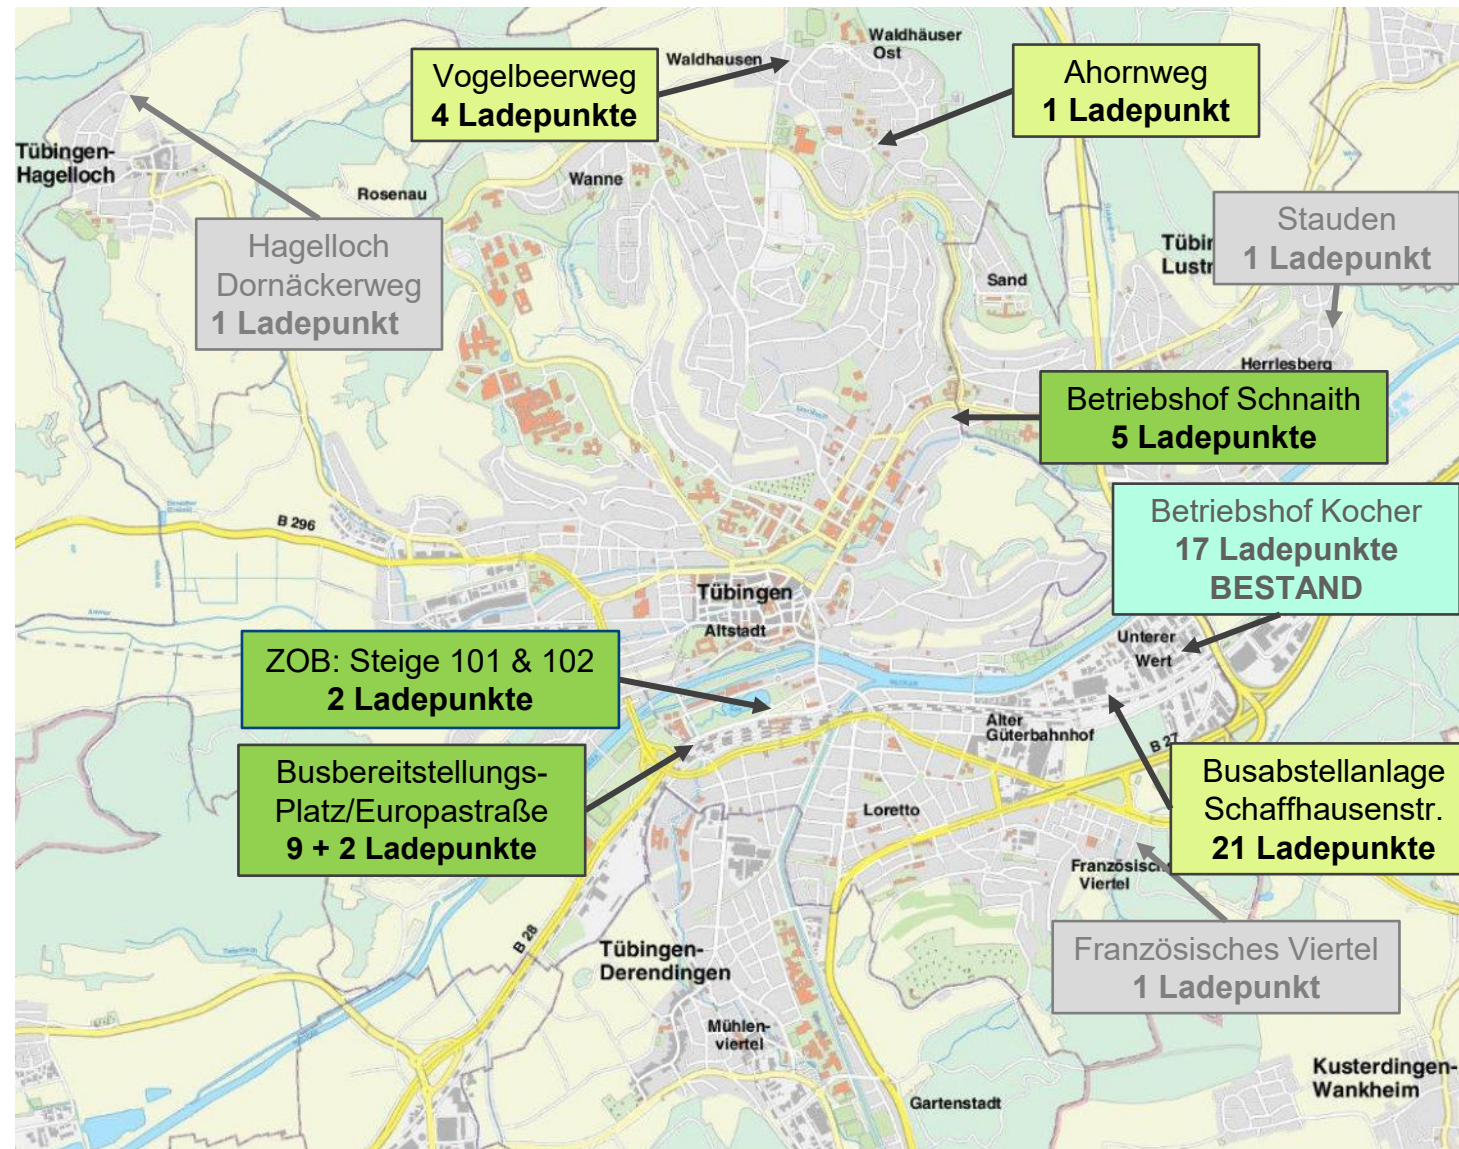 Waldhäuser
Ost
Waldhausen
Vogelbeerweg
4 Ladepunkte
Ahornweg
1 Ladepunkt
Tübingen-
Hagelloch
Rosenau
Wanne
Hagelloch
Dornäckerweg
1 Ladepunkt
Stauden
1 Ladepunkt
Sand
Herrlesberg
Betriebshof Schnaith
5 Ladepunkte
Betriebshof Kocher
17 Ladepunkte
BESTAND
B 296
Tübingen
Altstadt
ZOB: Steige 101 & 102
2 Ladepunkte
Unterer
Wert
Alter
Güterbahnhof
B 27
Busbereitstellungs-
Platz/Europastraße
9 + 2 Ladepunkte
Busabstellanlage
Schaffhausenstr.
21 Ladepunkte
Loretto
Viertel
Französisches Viertel
1 Ladepunkt
B 28
Tübingen-
Derendingen
Mühlen-
viertel
Gartenstadt
Kusterdingen-
Wankheim